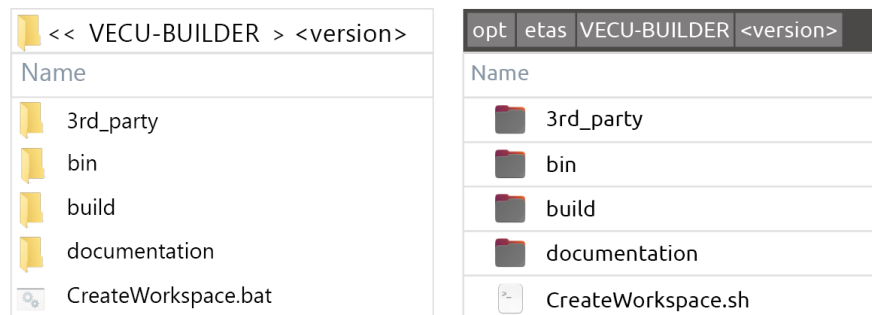 << VECU-BUILDER > <version>
Name
3rd_party
bin
build
documentation
CreateWorkspace.bat
opt etas VECU-BUILDER <version>
Name
3rd_party
bin
build
documentation
CreateWorkspace.sh